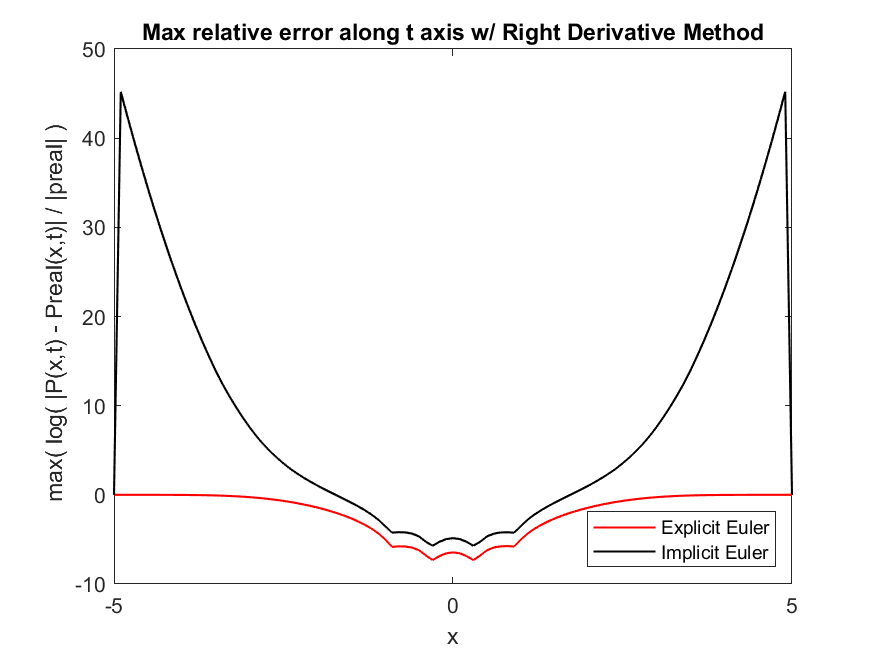 Max relative error along t axis w/ Right Derivative Method
50
40
30
20
10
0
-10
max( log( |P(x,t) - Preal(x,t)| / |preal| )
-5
0
5
x
Explicit Euler
Implicit Euler